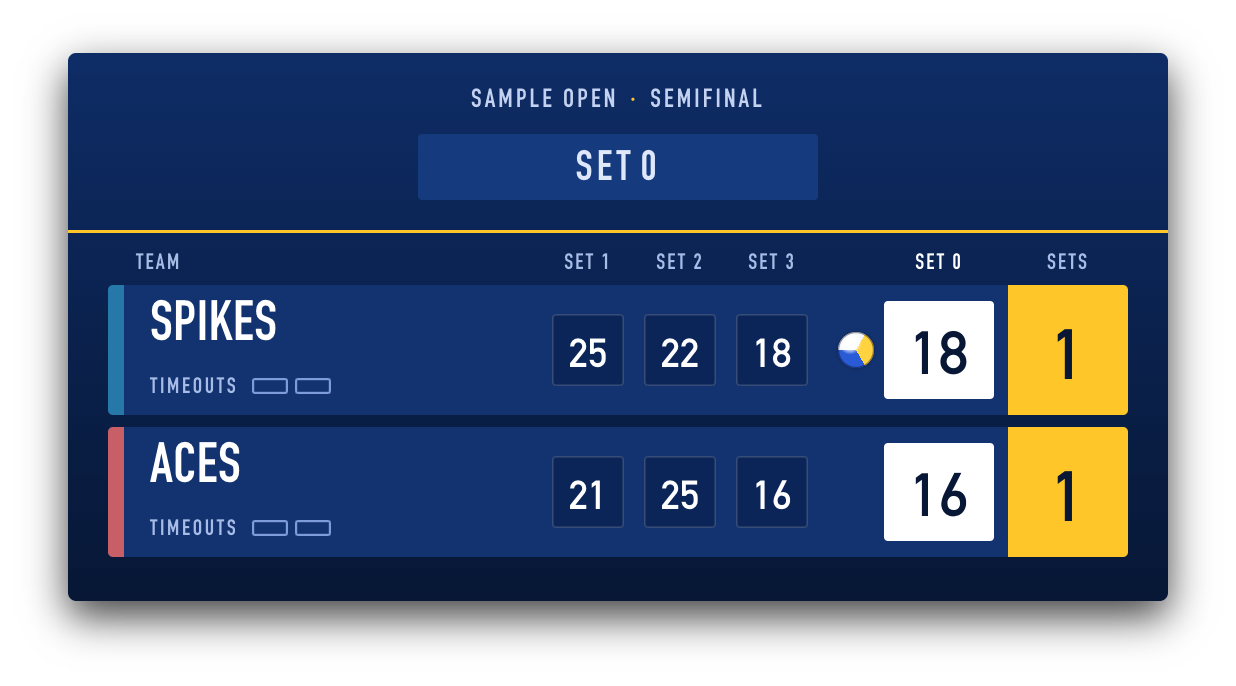 SAMPLE OPEN · SEMIFINAL
SET 0
TEAM SET 1 SET 2 SET 3 SET 0 SETS
SPIKES 25 22 18 18 1
TIMEOUTS
ACES 21 25 16 16 1
TIMEOUTS